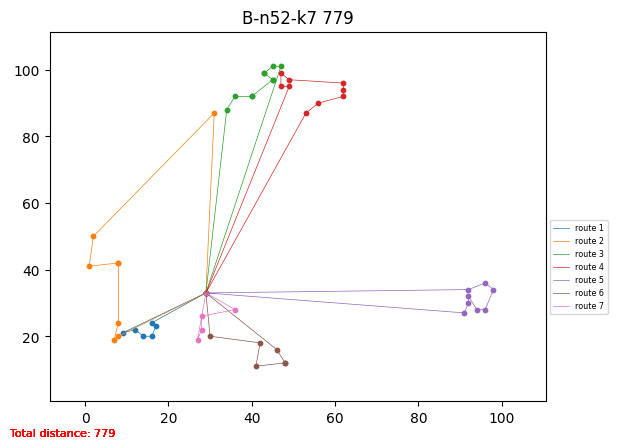 B-n52-k7 779
100
80
60
40
20
0
20
40
60
80
100
route 1
route 2
route 3
route 4
route 5
route 6
route 7
Total distance: 779